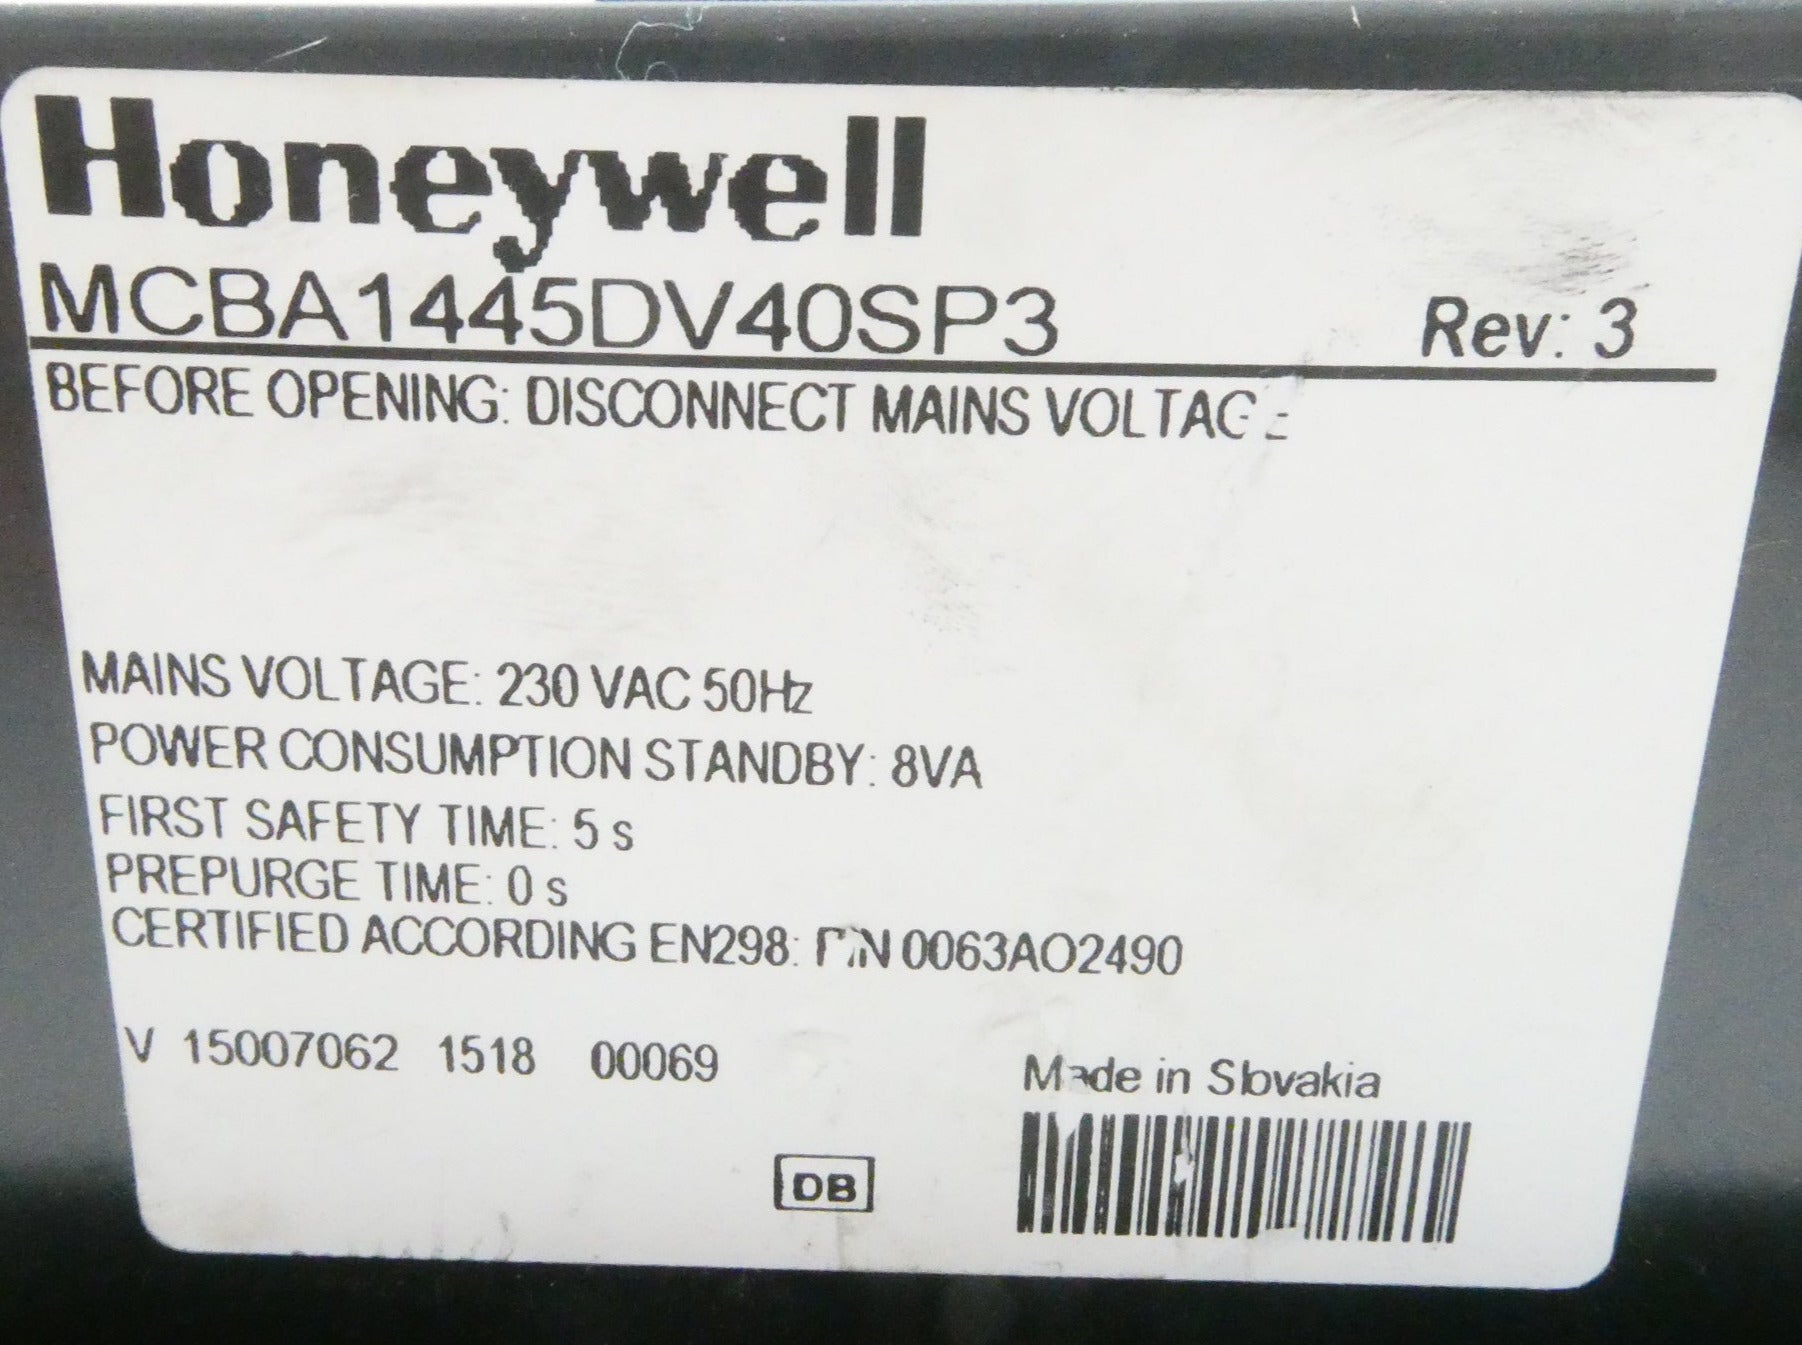 Honeywell
MCBA1445DV40SP3 Rev: 3
BEFORE OPENING: DISCONNECT MAINS VOLTAGE
MAINS VOLTAGE: 230 VAC 50Hz
POWER CONSUMPTION STANDBY: 8VA
FIRST SAFETY TIME: 5 s
PREPURGE TIME: 0 s
CERTIFIED ACCORDING EN298: PIN 0063AO2490
V 15007062 1518 00069
Made in Slovakia
DB